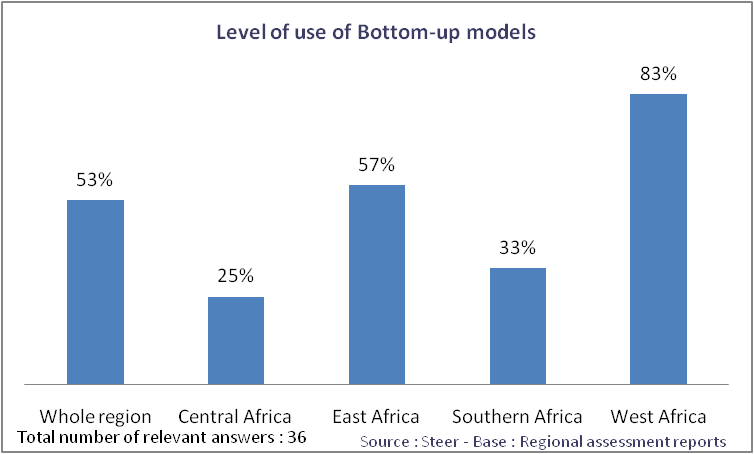 Level of use of Bottom-up models
83%
57%
53%
33%
25%
Whole region Central Africa East Africa Southern Africa West Africa
Total number of relevant answers : 36
Source : Steer - Base : Regional assessment reports